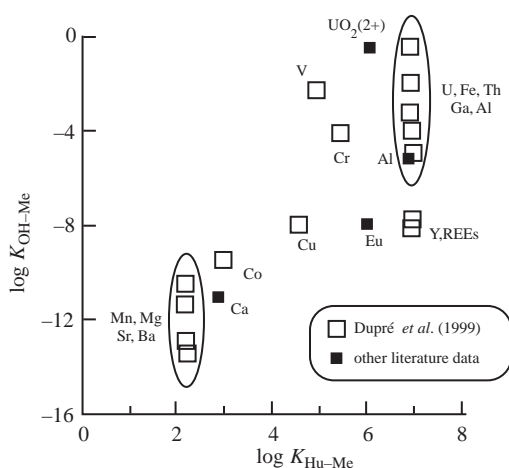 UO2(2+)
0
V
U, Fe, Th
Ga, Al
−4
Cr
Al
log KOH–Me
−8
Cu
Eu
Y,REEs
Co
Mn, Mg
Sr, Ba
Ca
−12
Dupré et al. (1999)
other literature data
−16
0
2
4
6
8
log KHu–Me